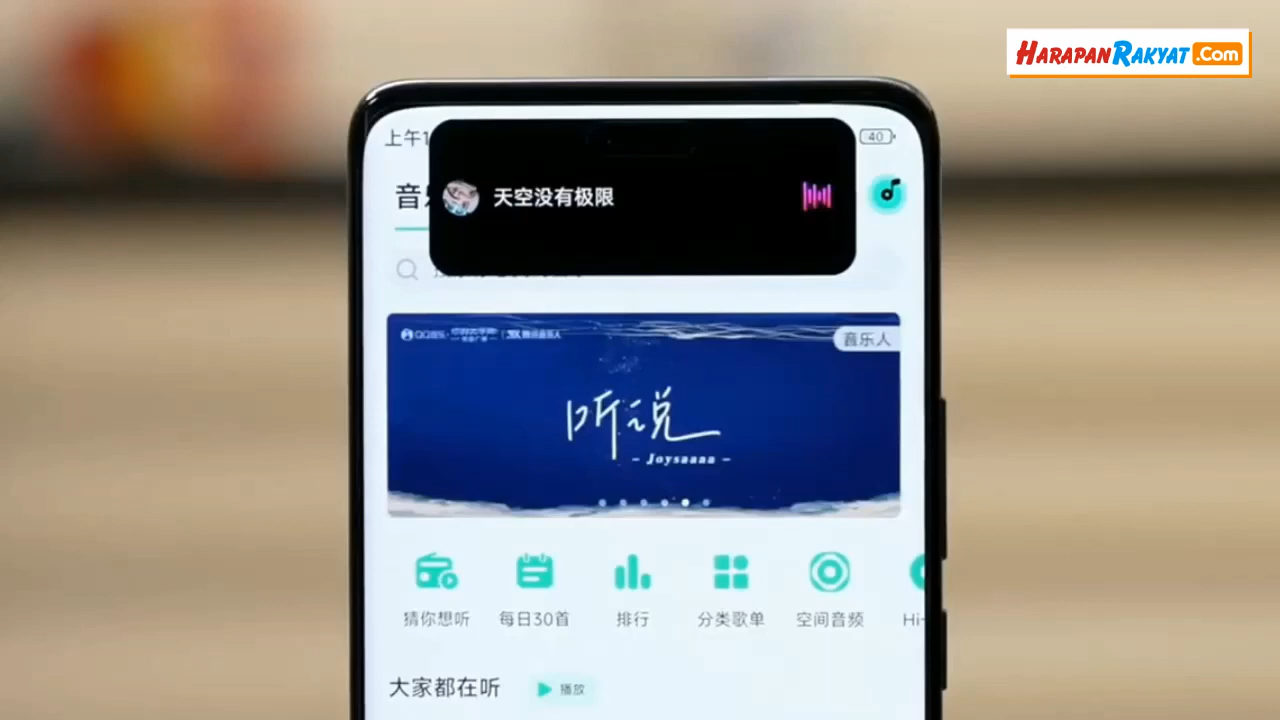 HARAPANRAKYAT.Com
上午1
40
天空没有极限
音乐人
听说
- Joysaaaa -
猜你想听
每日30首
排行
分类歌单
空间音频
Hi-
大家都在听
播放